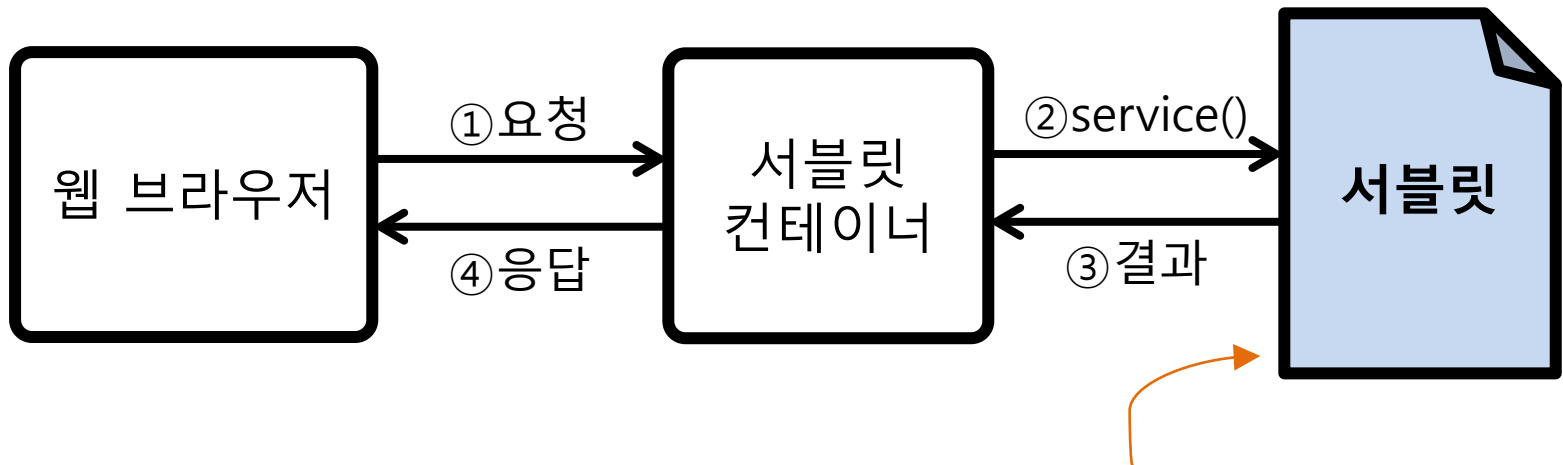 웹 브라우저
①요청
④응답
서블릿
컨테이너
②service()
③결과
서블릿